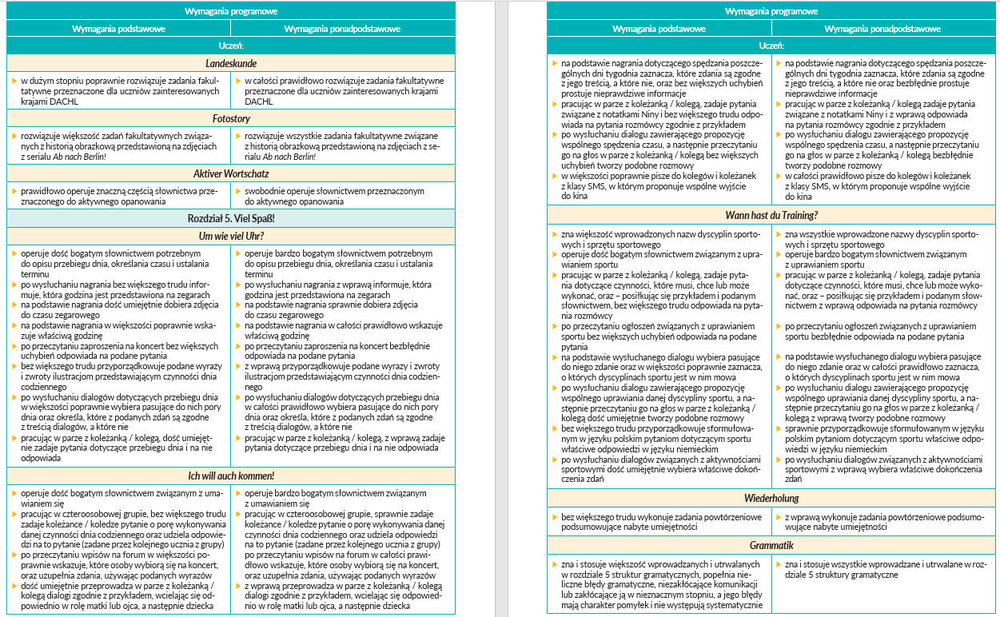 Wymagania programowe
Wymagania podstawowe
Wymagania ponadpodstawowe
Uczeń:
Landeskunde
w dużym stopniu poprawnie rozwiązuje zadania fakul-
tatywne przeznaczone dla uczniów zainteresowanych
krajami DACHL
w całości prawidłowo rozwiązuje zadania fakultatywne
przeznaczone dla uczniów zainteresowanych krajami
DACHL
Fotostory
rozwiązuje większość zadań fakultatywnych związa-
nych z historią obrazkową przedstawioną na zdjęciach
z serialu Ab nach Berlin!
rozwiązuje wszystkie zadania fakultatywne związane
z historią obrazkową przedstawioną na zdjęciach z se-
rialu Ab nach Berlin!
Aktiver Wortschatz
prawidłowo operuje znaczną częścią słownictwa prze-
znaczonego do aktywnego opanowania
swobodnie operuje słownictwem przeznaczonym
do aktywnego opanowania
Rozdział 5. Viel Spaß!
Um wie viel Uhr?
operuje dość bogatym słownictwem potrzebnym
do opisu przebiegu dnia, określania czasu i ustalania
terminu
po wysłuchaniu nagrania bez większego trudu infor-
muje, która godzina jest przedstawiona na zegarach
na podstawie nagrania dość umiejętnie dobiera zdjęcia
do czasu zegarowego
na podstawie nagrania w większości poprawnie wska-
zuje właściwą godzinę
po przeczytaniu zaproszenia na koncert bez większych
uchybień odpowiada na podane pytania
bez większego trudu przyporządkowuje podane wyrazy
i zwroty ilustracjom przedstawiającym czynności dnia
codziennego
po wysłuchaniu dialogów dotyczących przebiegu dnia
w większości poprawnie wybiera pasujące do nich pory
dnia oraz określa, które z podanych zdań są zgodne
z treścią dialogów, a które nie
pracując w parze z koleżanką / kolegą, dość umiejęt-
nie zadaje pytania dotyczące przebiegu dnia i na nie
odpowiada
operuje bardzo bogatym słownictwem potrzebnym
do opisu przebiegu dnia, określania czasu i ustalania
terminu
po wysłuchaniu nagrania z wprawą informuje, która
godzina jest przedstawiona na zegarach
na podstawie nagrania sprawnie dobiera zdjęcia
do czasu zegarowego
na podstawie nagrania w całości prawidłowo wskazuje
właściwą godzinę
po przeczytaniu zaproszenia na koncert bezbłędnie
odpowiada na podane pytania
z wprawą przyporządkowuje podane wyrazy i zwroty
ilustracjom przedstawiającym czynności dnia codzien-
nego
po wysłuchaniu dialogów dotyczących przebiegu dnia
w całości prawidłowo wybiera pasujące do nich pory
dnia oraz określa, które z podanych zdań są zgodne
z treścią dialogów, a które nie
pracując w parze z koleżanką / kolegą, z wprawą zadaje
pytania dotyczące przebiegu dnia i na nie odpowiada
Ich will auch kommen!
operuje dość bogatym słownictwem związanym z uma-
wianiem się
pracując w czteroosobowej grupie, bez większego trudu
zadaje koleżance / koledze pytanie o porę wykonywania
danej czynności dnia codziennego oraz udziela odpowie-
dzi na to pytanie (zadane przez kolejnego ucznia z grupy)
po przeczytaniu wpisów na forum w większości po-
prawnie wskazuje, które osoby wybiorą się na koncert,
oraz uzupełnia zdania, używając podanych wyrazów
dość umiejętnie przeprowadza w parze z koleżanką /
kolegą dialogi zgodnie z przykładem, wcielając się od-
powiednio w rolę matki lub ojca, a następnie dziecka
operuje bardzo bogatym słownictwem związanym
z umawianiem się
pracując w czteroosobowej grupie, sprawnie zadaje
koleżance / koledze pytanie o porę wykonywania danej
czynności dnia codziennego oraz udziela odpowiedzi
na to pytanie (zadane przez kolejnego ucznia z grupy)
po przeczytaniu wpisów na forum w całości prawi-
dłowo wskazuje, które osoby wybiorą się na koncert,
oraz uzupełnia zdania, używając podanych wyrazów
z wprawą przeprowadza w parze z koleżanką / kolegą
dialogi zgodnie z przykładem, wcielając się odpowied-
nio w rolę matki lub ojca, a następnie dziecka
Wymagania programowe
Wymagania podstawowe
Wymagania ponadpodstawowe
Uczeń:
na podstawie nagrania dotyczącego spędzania poszcze-
gólnych dni tygodnia zaznacza, które zdania są zgodne
z jego treścią, a które nie, oraz bez większych uchybień
prostuje nieprawdziwe informacje
pracując w parze z koleżanką / kolegą, zadaje pytania
związane z notatkami Niny i bez większego trudu odpo-
wiada na pytania rozmówcy zgodnie z przykładem
po wysłuchaniu dialogu zawierającego propozycję
wspólnego spędzenia czasu, a następnie przeczytaniu
go na głos w parze z koleżanką / kolegą bez większych
uchybień tworzy podobne rozmowy
w większości poprawnie pisze do kolegów i koleżanek
z klasy SMS, w którym proponuje wspólne wyjście
do kina
na podstawie nagrania dotyczącego spędzania poszcze-
gólnych dni tygodnia zaznacza, które zdania są zgodne
z jego treścią, a które nie oraz bezbłędnie prostuje
nieprawdziwe informacje
pracując w parze z koleżanką / kolegą zadaje pytania
związane z notatkami Niny i z wprawą odpowiada
na pytania rozmówcy zgodnie z przykładem
po wysłuchaniu dialogu zawierającego propozycję
wspólnego spędzenia czasu, a następnie przeczytaniu
go na głos w parze z koleżanką / kolegą bezbłędnie
tworzy podobne rozmowy
w całości prawidłowo pisze do kolegów i koleżanek
z klasy SMS, w którym proponuje wspólne wyjście
do kina
Wann hast du Training?
zna większość wprowadzonych nazw dyscyplin sporto-
wych i sprzętu sportowego
operuje dość bogatym słownictwem związanym z upra-
wianiem sportu
pracując w parze z koleżanką / kolegą, zadaje pyta-
nia dotyczące czynności, które musi, chce lub może
wykonać, oraz – posiłkując się przykładem i podanym
słownictwem, bez większego trudu odpowiada na pyta-
nia rozmówcy
po przeczytaniu ogłoszeń związanych z uprawianiem
sportu bez większych uchybień odpowiada na podane
pytania
na podstawie wysłuchanego dialogu wybiera pasujące
do niego zdanie oraz w większości poprawnie zaznacza,
o których dyscyplinach sportu jest w nim mowa
po wysłuchaniu dialogu zawierającego propozycję
wspólnego uprawiania danej dyscypliny sportu, a na-
stępnie przeczytaniu go na głos w parze z koleżanką /
kolegą dość umiejętnie tworzy podobne rozmowy
bez większego trudu przyporządkowuje sformułowa-
nym w języku polskim pytaniom dotyczącym sportu
właściwe odpowiedzi w języku niemieckim
po wysłuchaniu dialogów związanych z aktywnościami
sportowymi dość umiejętnie wybiera właściwe dokoń-
czenia zdań
zna wszystkie wprowadzone nazwy dyscyplin sporto-
wych i sprzętu sportowego
operuje bardzo bogatym słownictwem związanym
z uprawianiem sportu
pracując w parze z koleżanką / kolegą, zadaje pytania
dotyczące czynności, które musi, chce lub może wyko-
nać, oraz – posiłkując się przykładem i podanym słow-
nictwem z wprawą odpowiada na pytania rozmówcy
po przeczytaniu ogłoszeń związanych z uprawianiem
sportu bezbłędnie odpowiada na podane pytania
na podstawie wysłuchanego dialogu wybiera pasujące
do niego zdanie oraz w całości prawidłowo zaznacza,
o których dyscyplinach sportu jest w nim mowa
po wysłuchaniu dialogu zawierającego propozycję
wspólnego uprawiania danej dyscypliny sportu, a na-
stępnie przeczytaniu go na głos w parze z koleżanką /
kolegą z wprawą tworzy podobne rozmowy
sprawnie przyporządkowuje sformułowanym w języku
polskim pytaniom dotyczącym sportu właściwe odpo-
wiedzi w języku niemieckim
po wysłuchaniu dialogów związanych z aktywnościami
sportowymi z wprawą wybiera właściwe dokończenia
zdań
Wiederholung
bez większego trudu wykonuje zadania powtórzeniowe
podsumowujące nabyte umiejętności
z wprawą wykonuje zadania powtórzeniowe podsumo-
wujące nabyte umiejętności
Grammatik
zna i stosuje większość wprowadzanych i utrwalanych
w rozdziale 5 struktur gramatycznych, popełnia nie-
liczne błędy gramatyczne, niezakłócające komunikacji
lub zakłócające ją w nieznacznym stopniu, a jego błędy
mają charakter pomyłek i nie występują systematycznie
zna i stosuje wszystkie wprowadzane i utrwalane w roz-
dziale 5 struktury gramatyczne